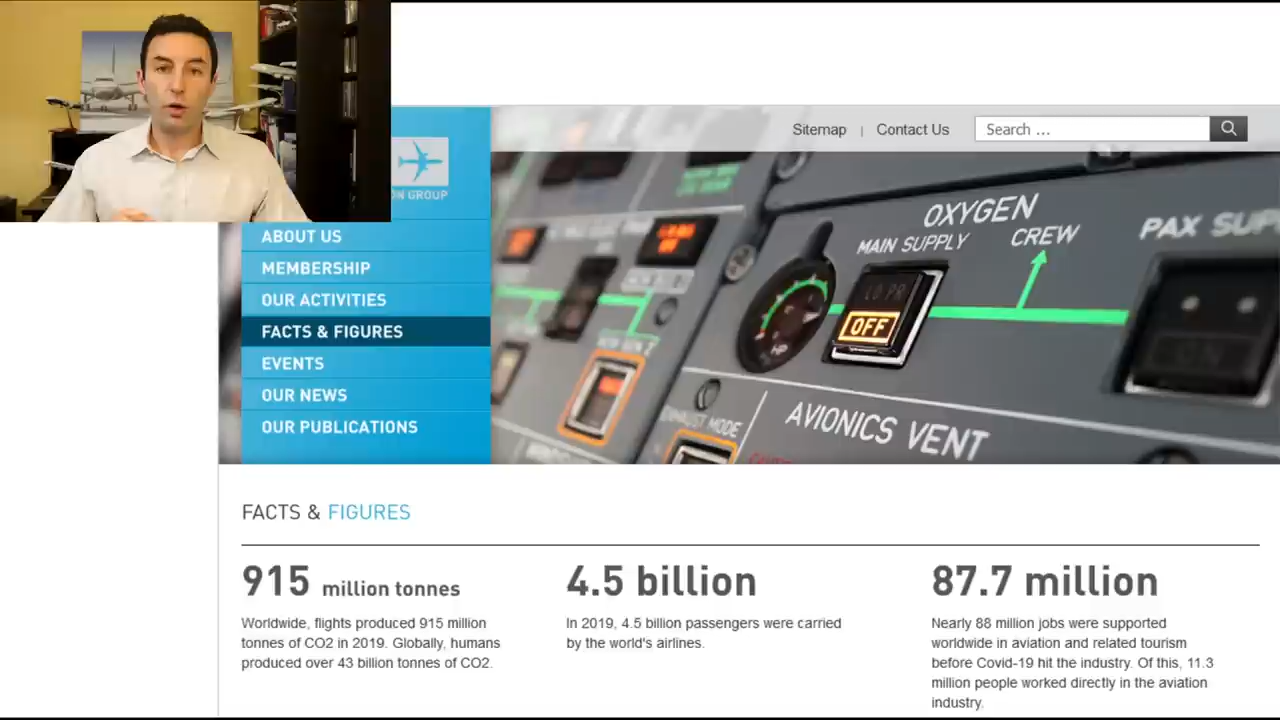 Sitemap | Contact Us
Search ...
ON GROUP
ABOUT US
MEMBERSHIP
OUR ACTIVITIES
FACTS & FIGURES
EVENTS
OUR NEWS
OUR PUBLICATIONS
OXYGEN
MAIN SUPPLY
CREW
PAX SUP
LO PR
OFF
HP
EXHAUST MODE
AVIONICS VENT
FACTS & FIGURES
915 million tonnes
Worldwide, flights produced 915 million
tonnes of CO2 in 2019. Globally, humans
produced over 43 billion tonnes of CO2.
4.5 billion
In 2019, 4.5 billion passengers were carried
by the world's airlines.
87.7 million
Nearly 88 million jobs were supported
worldwide in aviation and related tourism
before Covid-19 hit the industry. Of this, 11.3
million people worked directly in the aviation
industry.